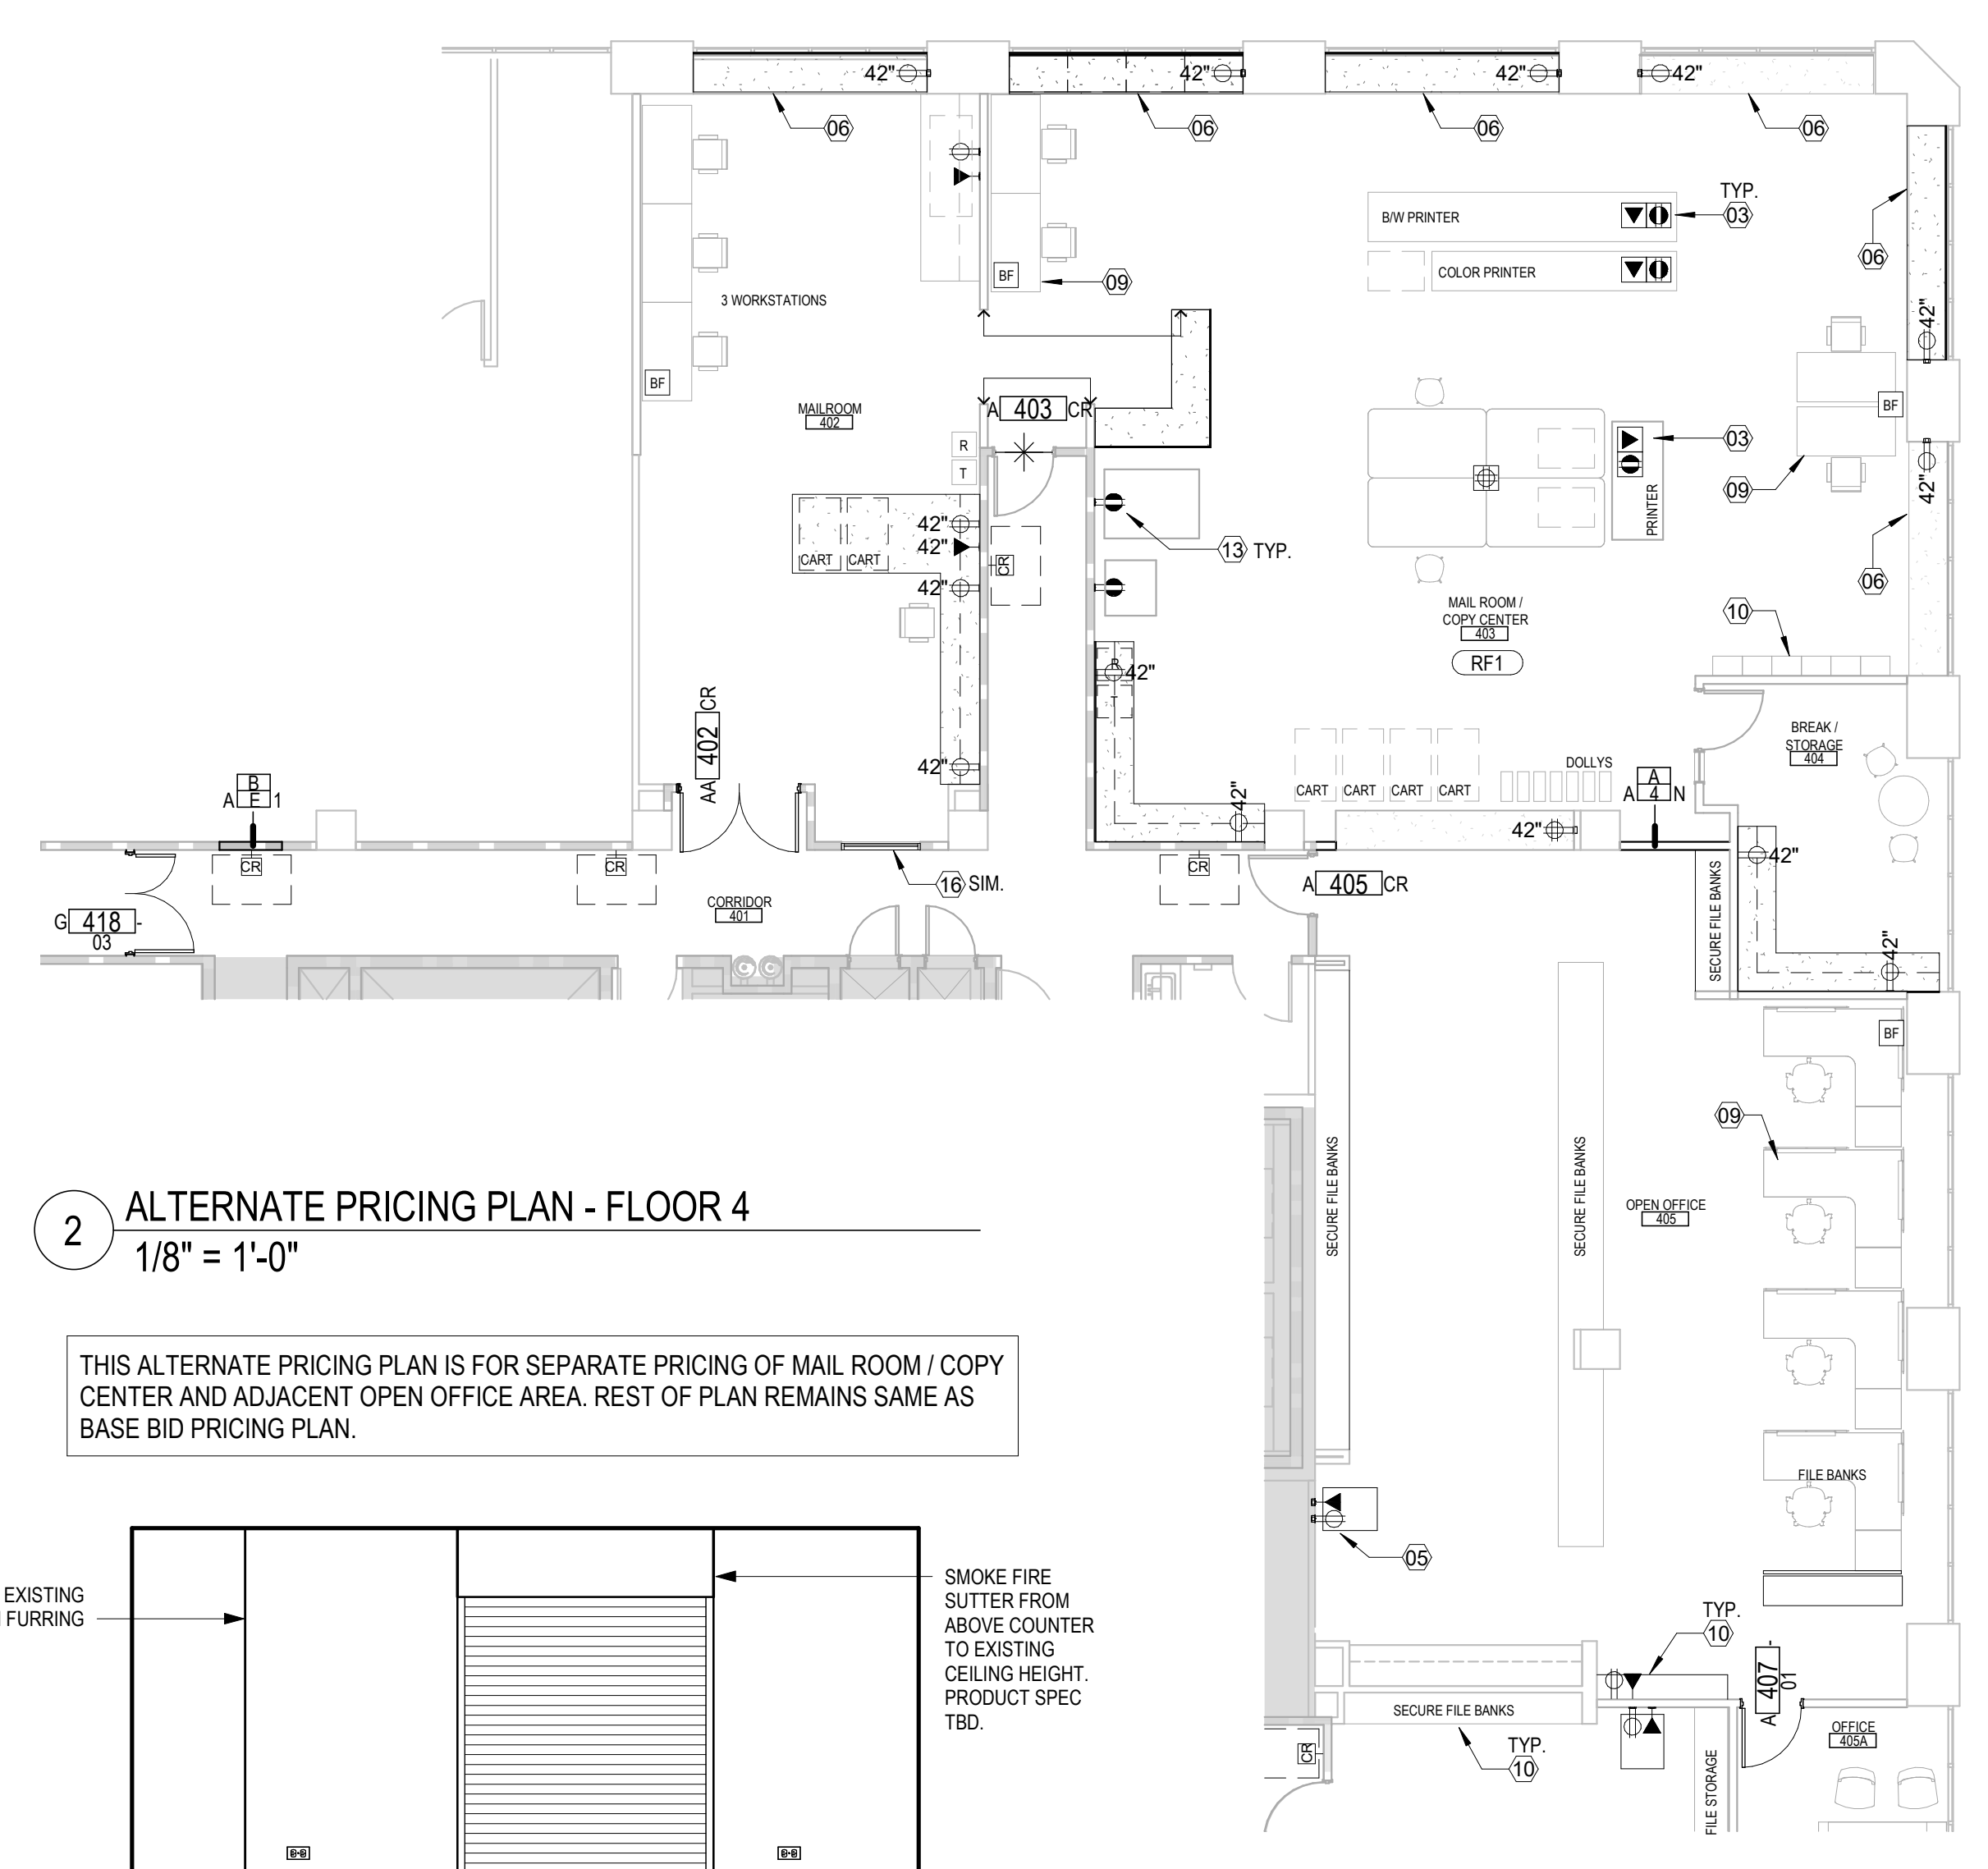 42"
42"
42"
42"
06
06
06
06
TYP.
B/W PRINTER
03
COLOR PRINTER
06
BF
09
3 WORKSTATIONS
42"
BF
BF
MAILROOM
402
A 403 CR
03
R
T
42"
42"
42"
CART
CART
CR
PRINTER
09
42"
13 TYP.
06
MAIL ROOM /
COPY CENTER
403
RF1
10
R
42"
T
AA 402 CR
42"
42"
BREAK /
STORAGE
404
DOLLYS
CART
CART
CART
CART
B
A E 1
A
A 4 N
42"
CR
CR
CR
16 SIM.
A 405 CR
42"
SECURE FILE BANKS
CORRIDOR
401
G 418 -
03
42"
BF
09
SECURE FILE BANKS
SECURE FILE BANKS
OPEN OFFICE
405
2
ALTERNATE PRICING PLAN - FLOOR 4
1/8" = 1'-0"
THIS ALTERNATE PRICING PLAN IS FOR SEPARATE PRICING OF MAIL ROOM / COPY
CENTER AND ADJACENT OPEN OFFICE AREA. REST OF PLAN REMAINS SAME AS
BASE BID PRICING PLAN.
FILE BANKS
05
EXISTING
FURRING
SMOKE FIRE
SUTTER FROM
ABOVE COUNTER
TO EXISTING
CEILING HEIGHT.
PRODUCT SPEC
TBD.
TYP.
10
A 407 -
01
SECURE FILE BANKS
TYP.
10
CR
FILE STORAGE
OFFICE
405A